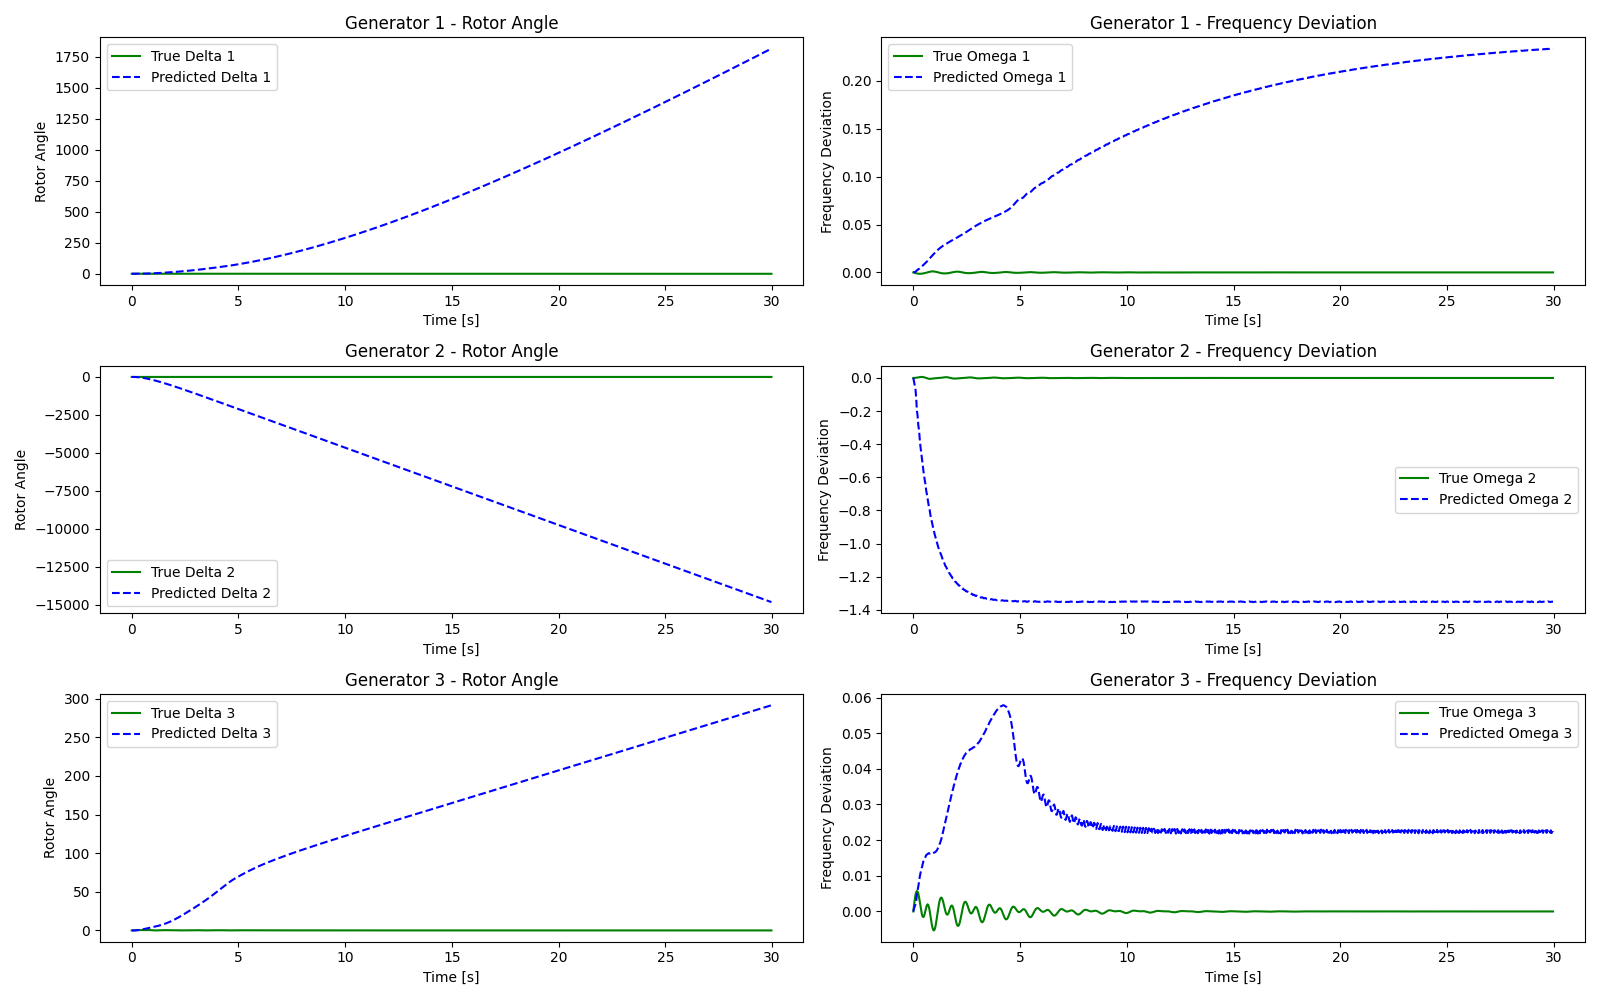 Generator 1 - Rotor Angle
Rotor Angle
1750
1500
1250
1000
750
500
250
0
True Delta 1
Predicted Delta 1
0 5 10 15 20 25 30
Time [s]
Generator 1 - Frequency Deviation
Frequency Deviation
0.20
0.15
0.10
0.05
0.00
True Omega 1
Predicted Omega 1
0 5 10 15 20 25 30
Time [s]
Generator 2 - Rotor Angle
Rotor Angle
0
−2500
−5000
−7500
−10000
−12500
−15000
True Delta 2
Predicted Delta 2
0 5 10 15 20 25 30
Time [s]
Generator 2 - Frequency Deviation
Frequency Deviation
0.0
−0.2
−0.4
−0.6
−0.8
−1.0
−1.2
−1.4
True Omega 2
Predicted Omega 2
0 5 10 15 20 25 30
Time [s]
Generator 3 - Rotor Angle
Rotor Angle
300
250
200
150
100
50
0
True Delta 3
Predicted Delta 3
0 5 10 15 20 25 30
Time [s]
Generator 3 - Frequency Deviation
Frequency Deviation
0.06
0.05
0.04
0.03
0.02
0.01
0.00
True Omega 3
Predicted Omega 3
0 5 10 15 20 25 30
Time [s]